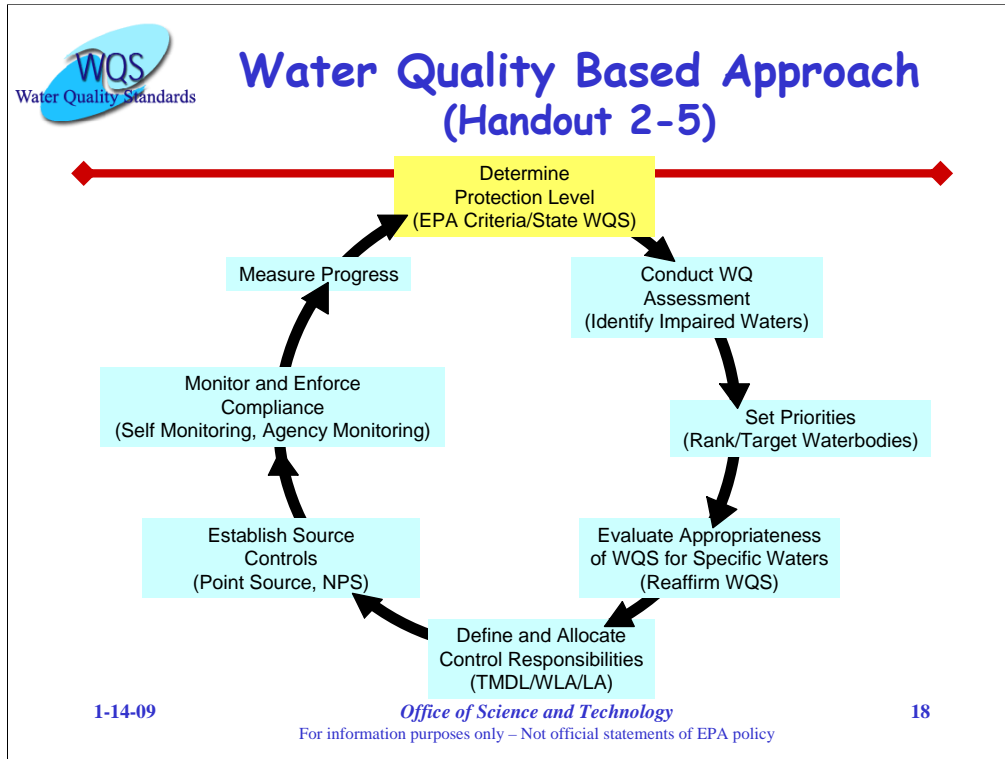 WQS
Water Quality Standards
Water Quality Based Approach
(Handout 2-5)
Determine
Protection Level
(EPA Criteria/State WQS)
Conduct WQ
Assessment
(Identify Impaired Waters)
Set Priorities
(Rank/Target Waterbodies)
Evaluate Appropriateness
of WQS for Specific Waters
(Reaffirm WQS)
Define and Allocate
Control Responsibilities
(TMDL/WLA/LA)
Establish Source
Controls
(Point Source, NPS)
Monitor and Enforce
Compliance
(Self Monitoring, Agency Monitoring)
Measure Progress
1-14-09
Office of Science and Technology
18
For information purposes only – Not official statements of EPA policy